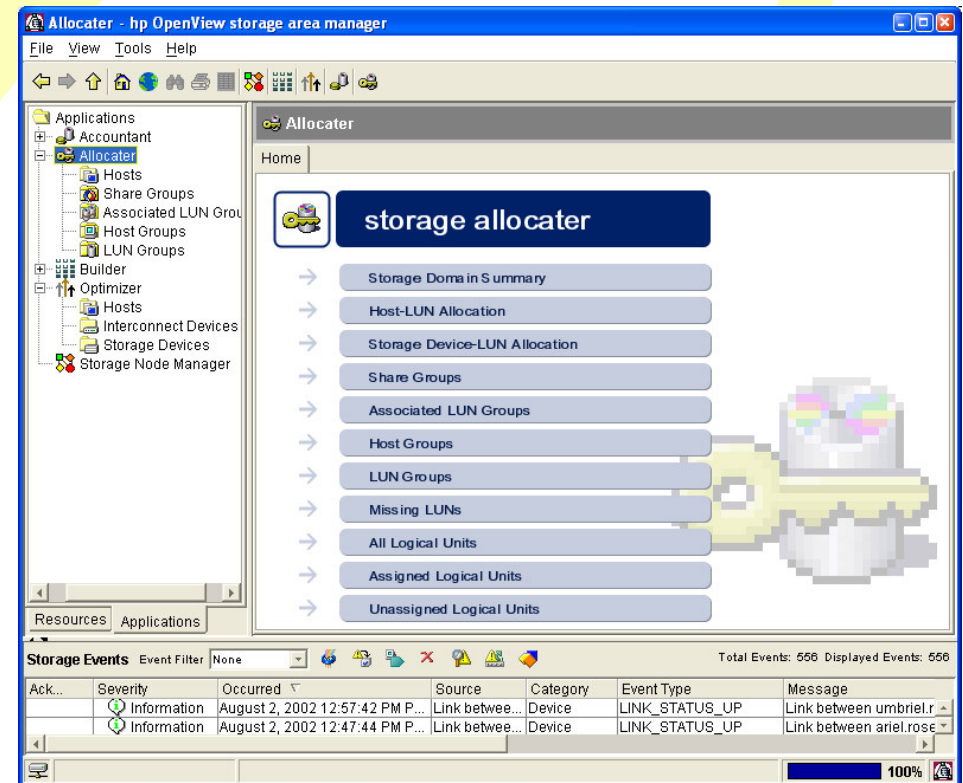 Allocater - hp OpenView storage area manager
File View Tools Help
Applications
Accountant
Allocater
Hosts
Share Groups
Associated LUN Grou
Host Groups
LUN Groups
Builder
Optimizer
Hosts
Interconnect Devices
Storage Devices
Storage Node Manager
Resources Applications
Allocater
Home
storage allocater
Storage Domain Summary
Host-LUN Allocation
Storage Device-LUN Allocation
Share Groups
Associated LUN Groups
Host Groups
LUN Groups
Missing LUNs
All Logical Units
Assigned Logical Units
Unassigned Logical Units
Storage Events Event Filter None Total Events: 556 Displayed Events: 556
Ack... Severity Occurred Source Category Event Type Message
Information August 2, 2002 12:57:42 PM P... Link betwee... Device LINK_STATUS_UP Link between umbriel.r
Information August 2, 2002 12:47:44 PM P... Link betwee... Device LINK_STATUS_UP Link between ariel.rose
100%